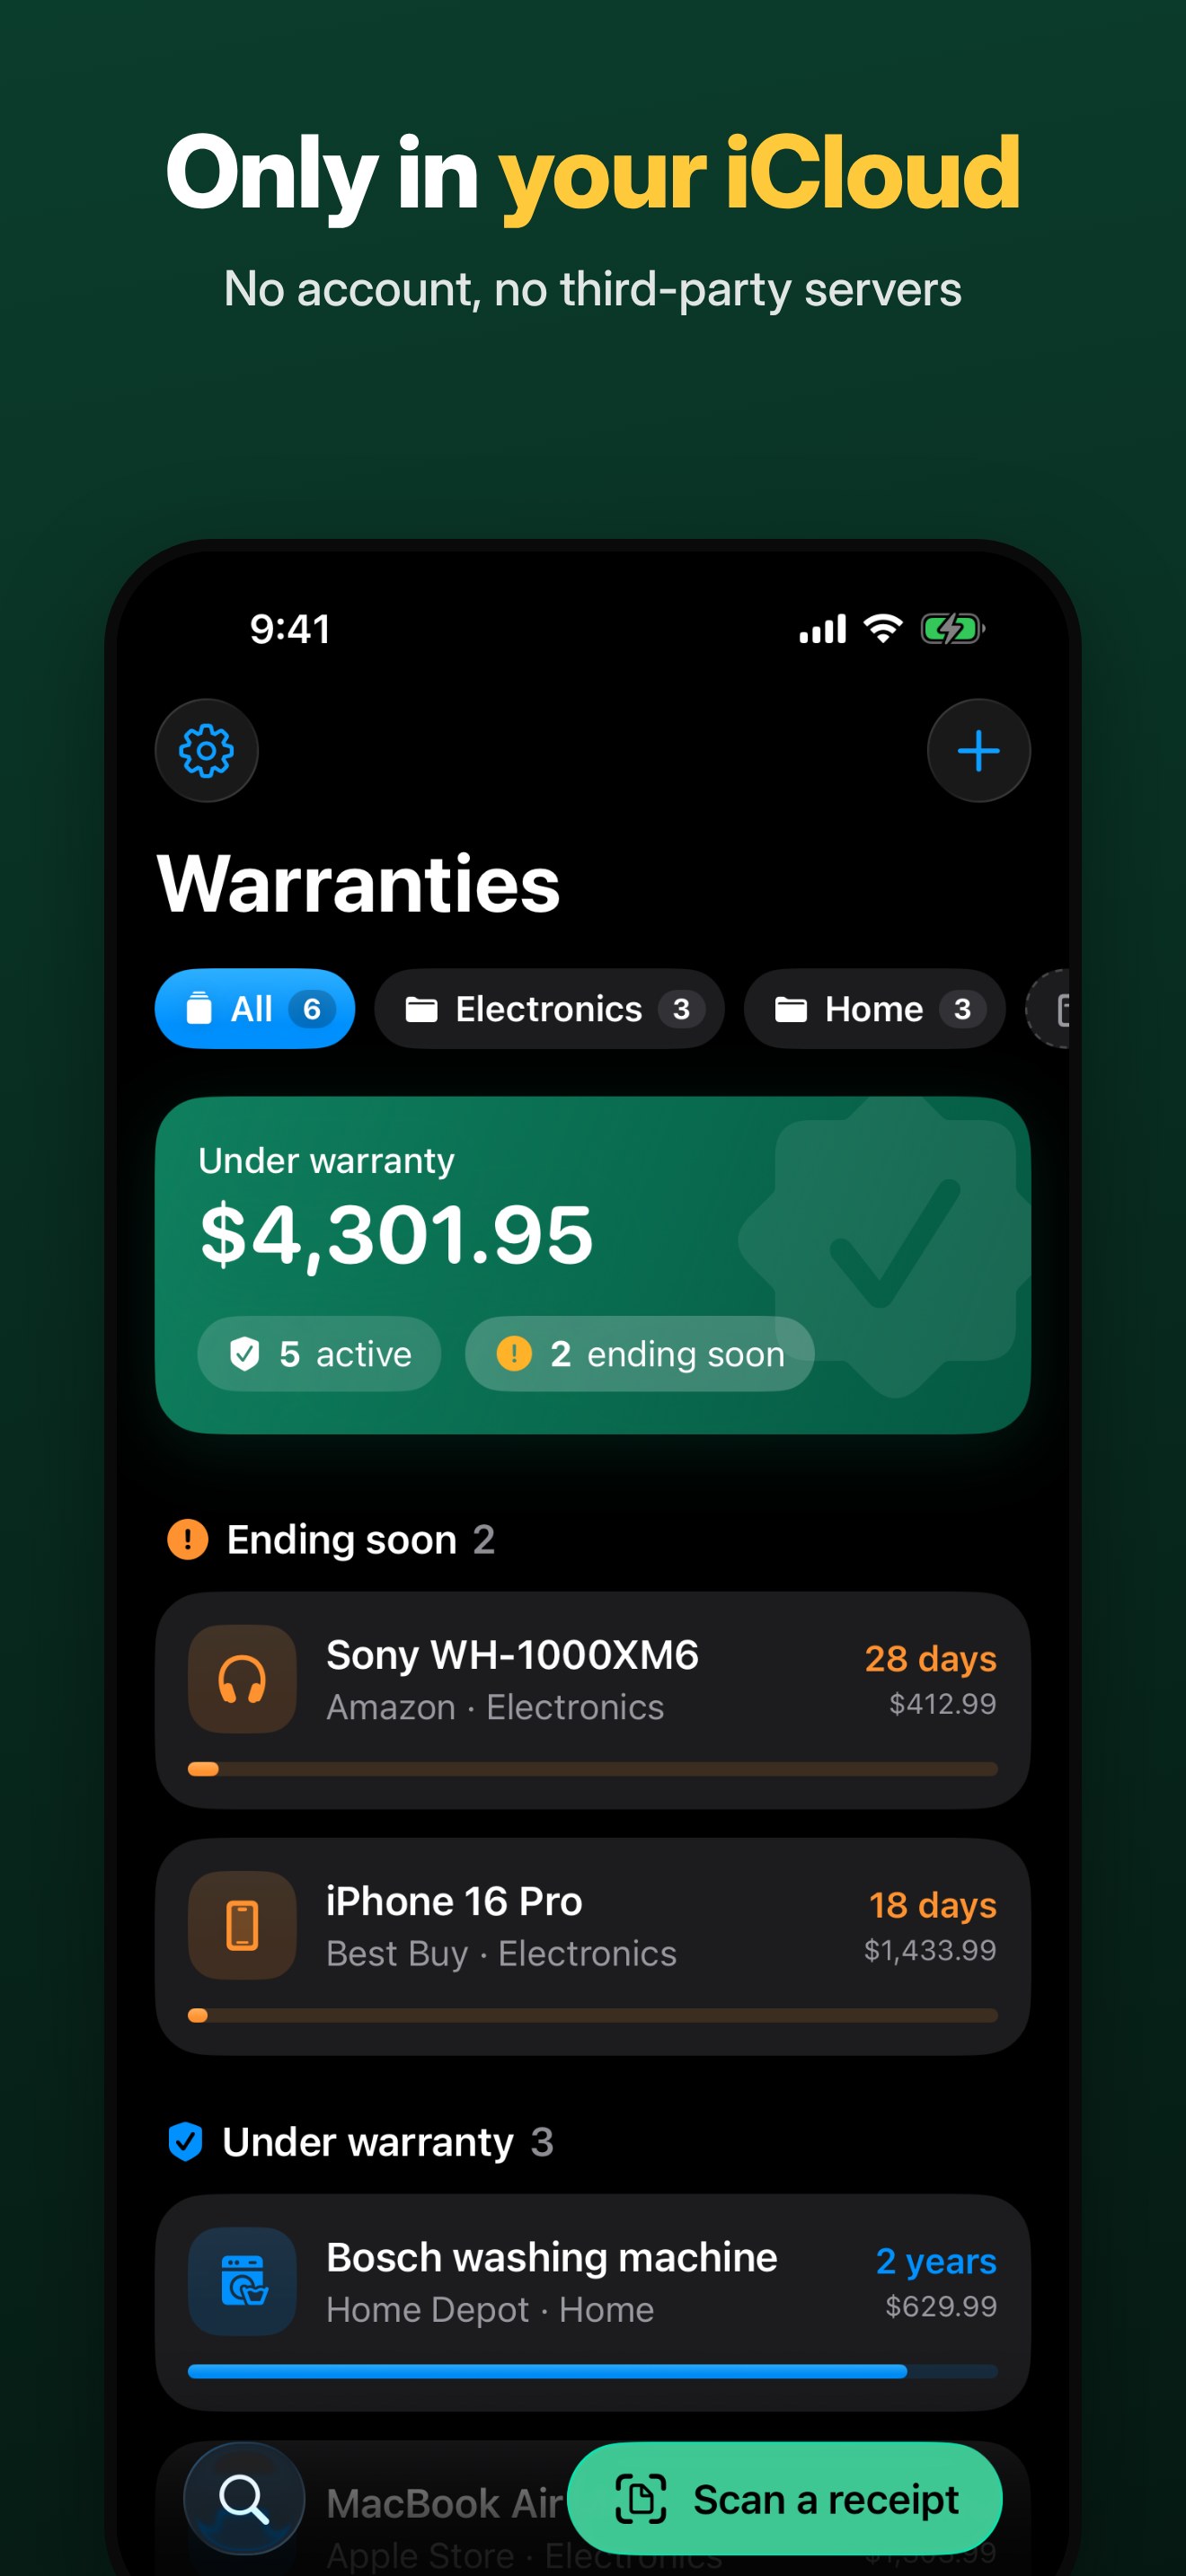 Only in your iCloud
No account, no third-party servers
9:41
Warranties
All 6
Electronics 3
Home 3
Under warranty
$4,301.95
5 active
2 ending soon
Ending soon 2
Sony WH-1000XM6
28 days
Amazon · Electronics
$412.99
iPhone 16 Pro
18 days
Best Buy · Electronics
$1,433.99
Under warranty 3
Bosch washing machine
2 years
Home Depot · Home
$629.99
MacBook Air
Scan a receipt
Apple Store · Electronics